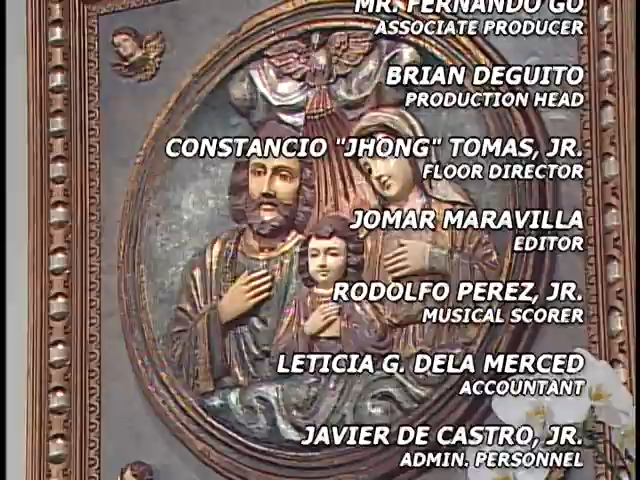 MR. FERNANDO GO
ASSOCIATE PRODUCER
BRIAN DEGUITO
PRODUCTION HEAD
CONSTANCIO "JHONG" TOMAS, JR.
FLOOR DIRECTOR
JOMAR MARAVILLA
EDITOR
RODOLFO PEREZ, JR.
MUSICAL SCORER
LETICIA G. DELA MERCED
ACCOUNTANT
JAVIER DE CASTRO, JR.
ADMIN. PERSONNEL